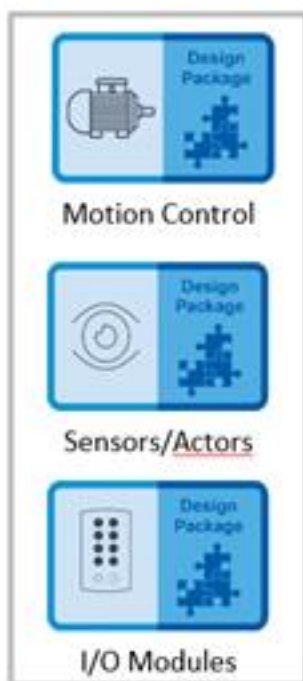 Design
Package
Motion Control
Design
Package
Sensors/Actors
Design
Package
I/O Modules